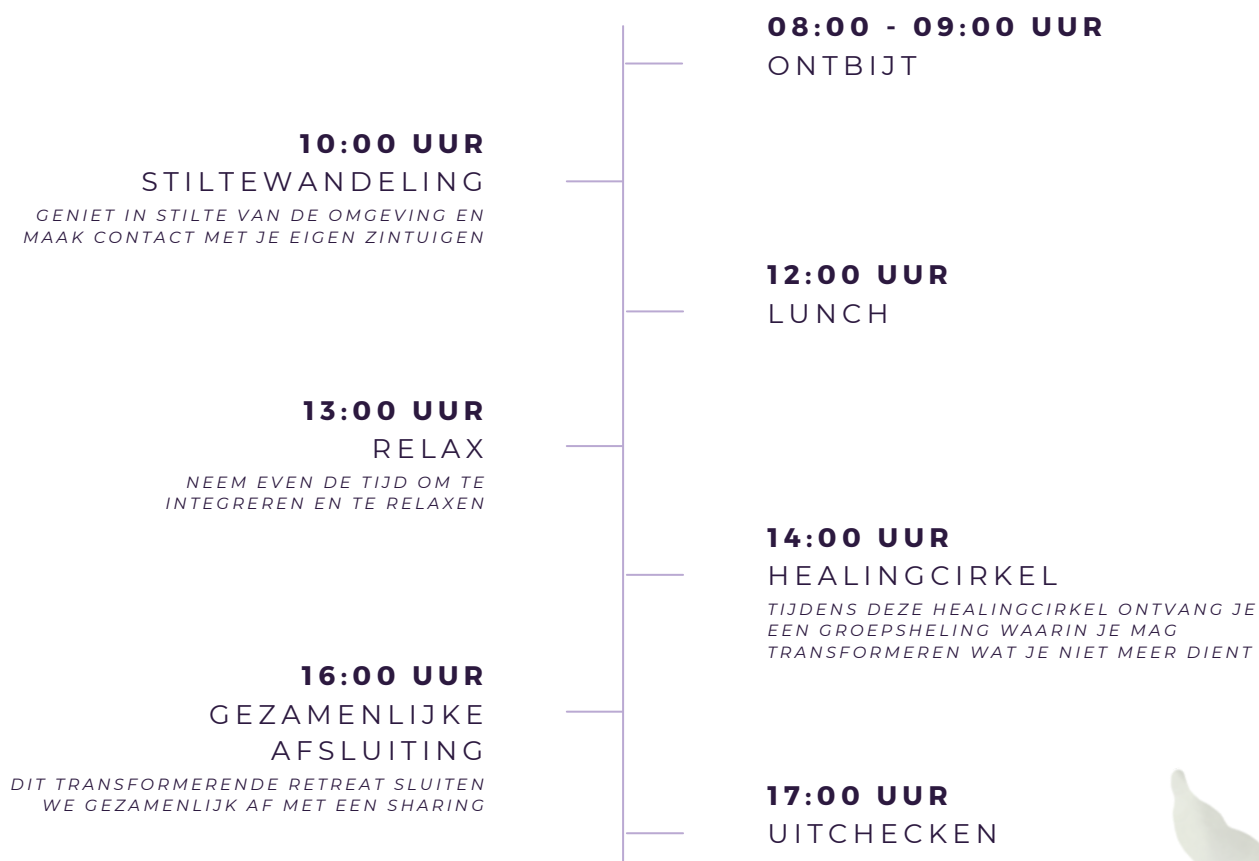 08:00 - 09:00 UUR
ONTBIJT
10:00 UUR
STILTEWANDELING
GENIET IN STILTE VAN DE OMGEVING EN
MAAK CONTACT MET JE EIGEN ZINTUIGEN
12:00 UUR
LUNCH
13:00 UUR
RELAX
NEEM EVEN DE TIJD OM TE
INTEGREREN EN TE RELAXEN
14:00 UUR
HEALINGCIRKEL
TIJDENS DEZE HEALINGCIRKEL ONTVANG JE
EEN GROEPSHELING WAARIN JE MAG
TRANSFORMEREN WAT JE NIET MEER DIENT
16:00 UUR
GEZAMENLIJKE
AFSLUITING
DIT TRANSFORMERENDE RETREAT SLUITEN
WE GEZAMENLIJK AF MET EEN SHARING
17:00 UUR
UITCHECKEN